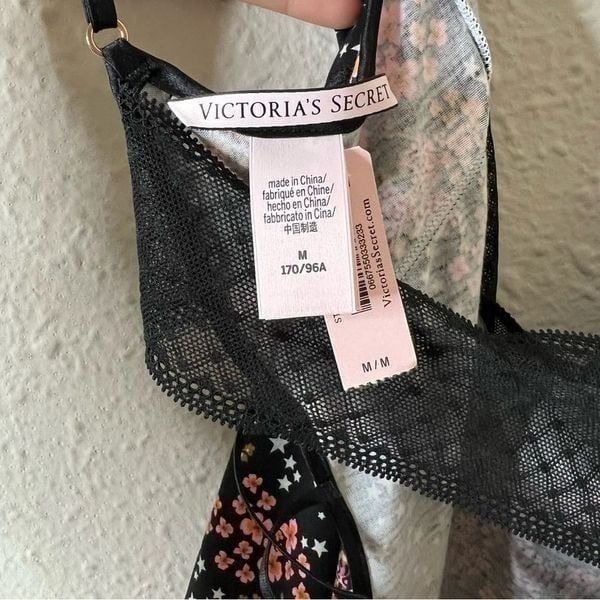 VICTORIA'S SECRET
made in China/
fabriqué en Chine/
hecho en China/
fabbricato in Cina/
中国制造
M
170/96A
0667550333233
VictoriasSecret.com
M / M